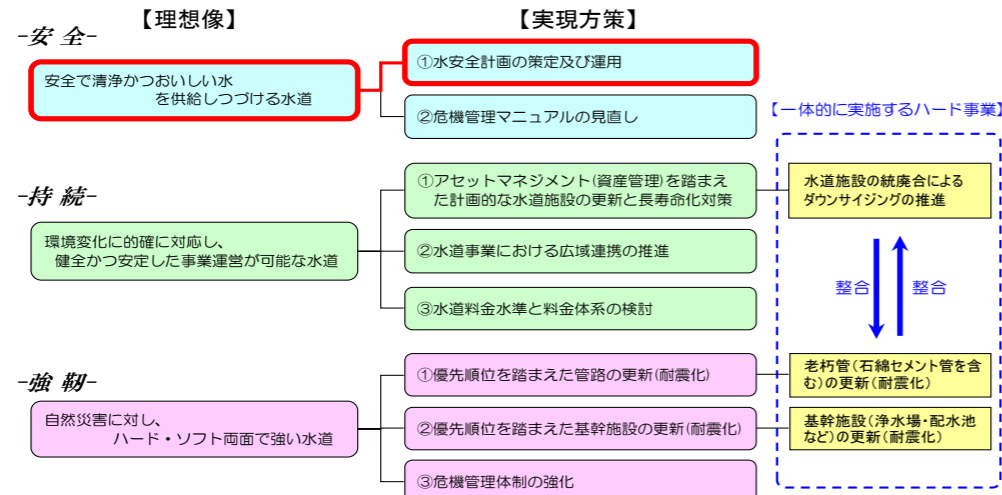 【理想像】
【実現方策】
-安 全-
安全で清浄かつおいしい水
を供給しつづける水道
①水安全計画の策定及び運用
②危機管理マニュアルの見直し
【一体的に実施するハード事業】
-持 続-
環境変化に的確に対応し、
健全かつ安定した事業運営が可能な水道
①アセットマネジメント(資産管理)を踏まえ
た計画的な水道施設の更新と長寿命化対策
②水道事業における広域連携の推進
③水道料金水準と料金体系の検討
水道施設の統廃合による
ダウンサイジングの推進
整合
整合
-強 靭-
自然災害に対し、
ハード・ソフト両面で強い水道
①優先順位を踏まえた管路の更新(耐震化)
②優先順位を踏まえた基幹施設の更新(耐震化)
③危機管理体制の強化
老朽管(石綿セメント管を含
む)の更新(耐震化)
基幹施設(浄水場・配水池
など)の更新(耐震化)